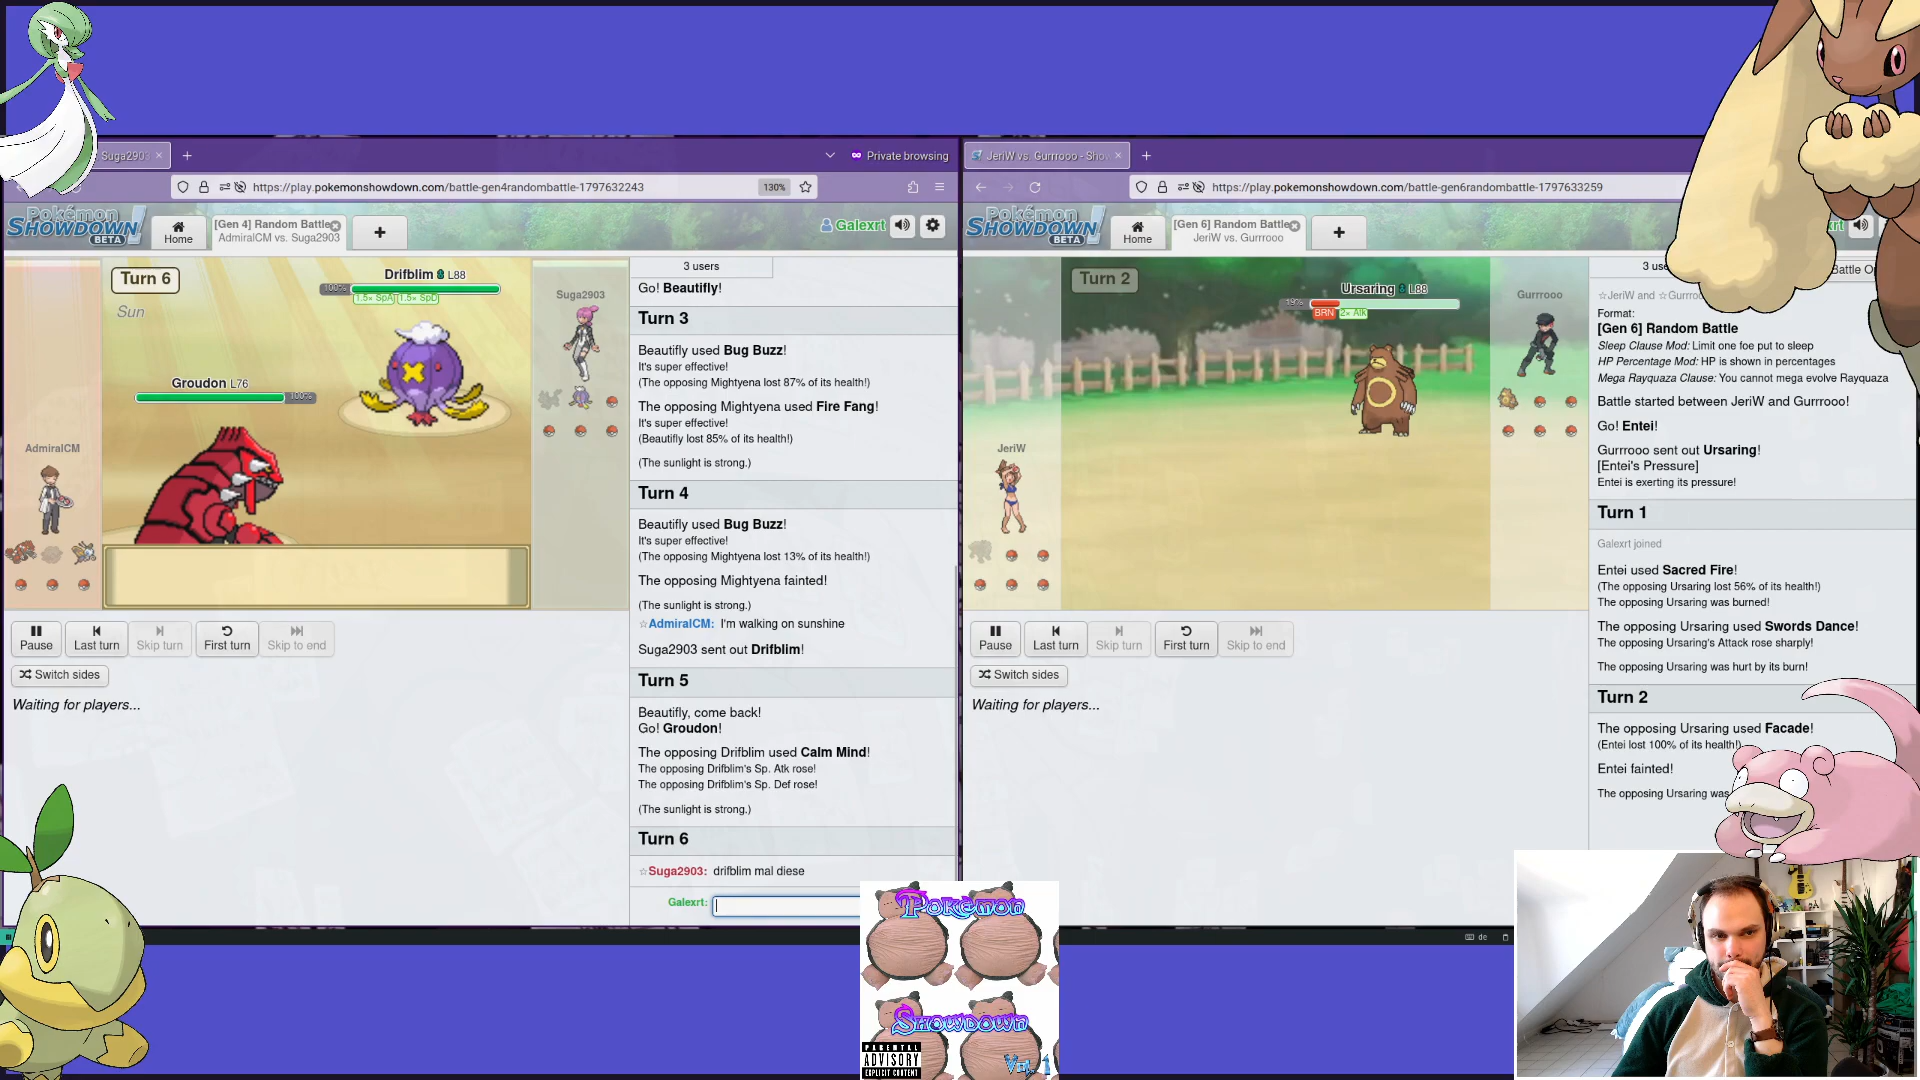 Suga2903
Private browsing
https://play.pokemonshowdown.com/battle-gen4randombattle-1797632243
130%
Pokémon
SHOWDOWN!
BETA
Home
[Gen 4] Random Battle
AdmiralCM vs. Suga2903
Galexrt
Turn 6
Sun
Drifblim L88
100%
1.5× SpA 1.5× SpD
Suga2903
Groudon L76
100%
AdmiralCM
Pause
Last turn
Skip turn
First turn
Skip to end
Switch sides
Waiting for players...
3 users
Go! Beautifly!
Turn 3
Beautifly used Bug Buzz!
It's super effective!
(The opposing Mightyena lost 87% of its health!)
The opposing Mightyena used Fire Fang!
It's super effective!
(Beautifly lost 85% of its health!)
(The sunlight is strong.)
Turn 4
Beautifly used Bug Buzz!
It's super effective!
(The opposing Mightyena lost 13% of its health!)
The opposing Mightyena fainted!
(The sunlight is strong.)
☆AdmiralCM: I'm walking on sunshine
Suga2903 sent out Drifblim!
Turn 5
Beautifly, come back!
Go! Groudon!
The opposing Drifblim used Calm Mind!
The opposing Drifblim's Sp. Atk rose!
The opposing Drifblim's Sp. Def rose!
(The sunlight is strong.)
Turn 6
☆Suga2903: drifblim mal diese
Galexrt:
JeriW vs. Gurrrooo - Sho
https://play.pokemonshowdown.com/battle-gen6randombattle-1797633259
Pokémon
SHOWDOWN!
BETA
Home
[Gen 6] Random Battle
JeriW vs. Gurrrooo
Turn 2
Ursaring L88
19%
BRN 2× Atk
Gurrrooo
JeriW
Pause
Last turn
Skip turn
First turn
Skip to end
Switch sides
Waiting for players...
Battle
☆JeriW and
Format:
[Gen 6] Random Battle
Sleep Clause Mod: Limit one foe put to sleep
HP Percentage Mod: HP is shown in percentages
Mega Rayquaza Clause: You cannot mega evolve Rayquaza
Battle started between JeriW and Gurrrooo!
Go! Entei!
Gurrrooo sent out Ursaring!
[Entei's Pressure]
Entei is exerting its pressure!
Turn 1
Galexrt joined
Entei used Sacred Fire!
(The opposing Ursaring lost 56% of its health!)
The opposing Ursaring was burned!
The opposing Ursaring used Swords Dance!
The opposing Ursaring's Attack rose sharply!
The opposing Ursaring was hurt by its burn!
Turn 2
The opposing Ursaring used Facade!
(Entei lost 100% of its health!)
Entei fainted!
The opposing Ursaring was
de
Pokémon
Showdown
Vol. 1
PARENTAL
ADVISORY
EXPLICIT CONTENT